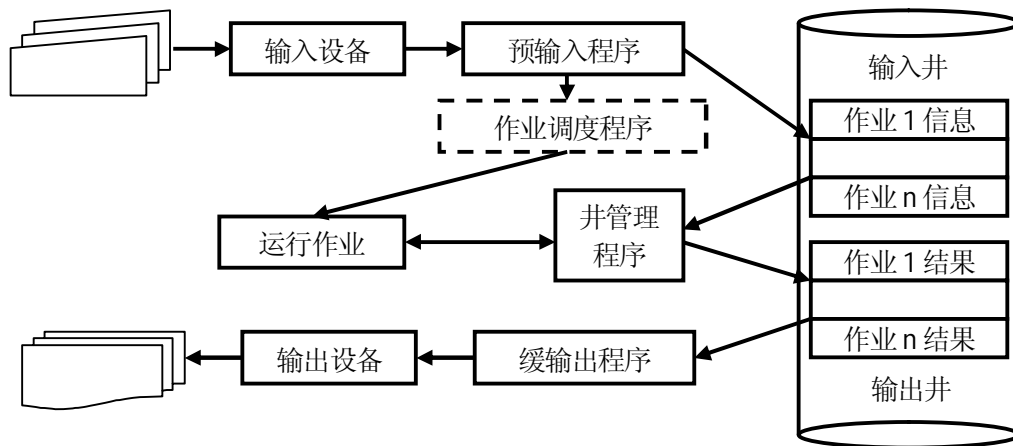 输入设备
预输入程序
输入井
作业调度程序
作业 1 信息
作业 n 信息
运行作业
井管理
程序
作业 1 结果
作业 n 结果
输出设备
缓输出程序
输出井